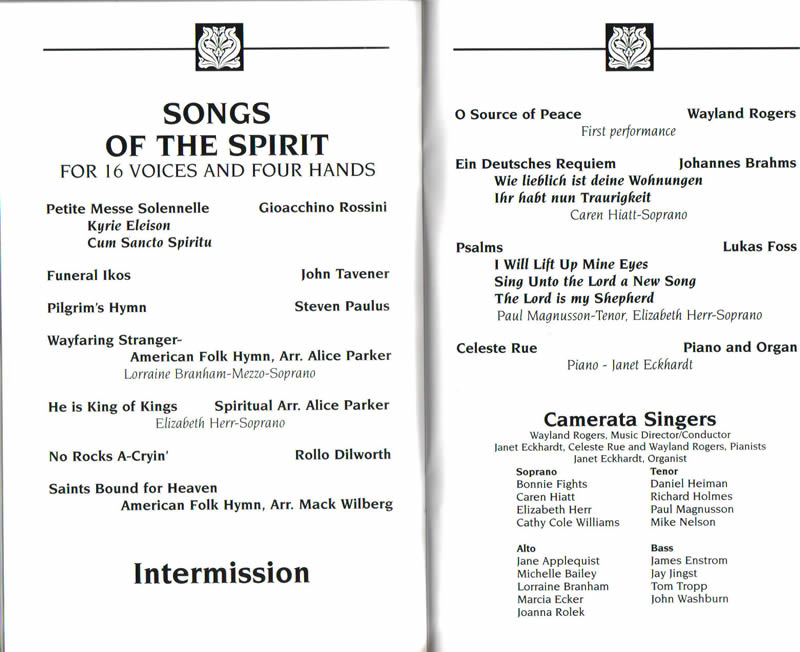 SONGS
OF THE SPIRIT
FOR 16 VOICES AND FOUR HANDS
Petite Messe Solennelle Gioacchino Rossini
Kyrie Eleison
Cum Sancto Spiritu
Funeral Ikos John Tavener
Pilgrim's Hymn Steven Paulus
Wayfaring Stranger-
American Folk Hymn, Arr. Alice Parker
Lorraine Branham-Mezzo-Soprano
He is King of Kings Spiritual Arr. Alice Parker
Elizabeth Herr-Soprano
No Rocks A-Cryin' Rollo Dilworth
Saints Bound for Heaven
American Folk Hymn, Arr. Mack Wilberg
Intermission
O Source of Peace Wayland Rogers
First performance
Ein Deutsches Requiem Johannes Brahms
Wie lieblich ist deine Wohnungen
Ihr habt nun Traurigkeit
Caren Hiatt-Soprano
Psalms Lukas Foss
I Will Lift Up Mine Eyes
Sing Unto the Lord a New Song
The Lord is my Shepherd
Paul Magnusson-Tenor, Elizabeth Herr-Soprano
Celeste Rue Piano and Organ
Piano - Janet Eckhardt
Camerata Singers
Wayland Rogers, Music Director/Conductor
Janet Eckhardt, Celeste Rue and Wayland Rogers, Pianists
Janet Eckhardt, Organist
Soprano
Bonnie Fights
Caren Hiatt
Elizabeth Herr
Cathy Cole Williams
Tenor
Daniel Heiman
Richard Holmes
Paul Magnusson
Mike Nelson
Alto
Jane Applequist
Michelle Bailey
Lorraine Branham
Marcia Ecker
Joanna Rolek
Bass
James Enstrom
Jay Jingst
Tom Tropp
John Washburn